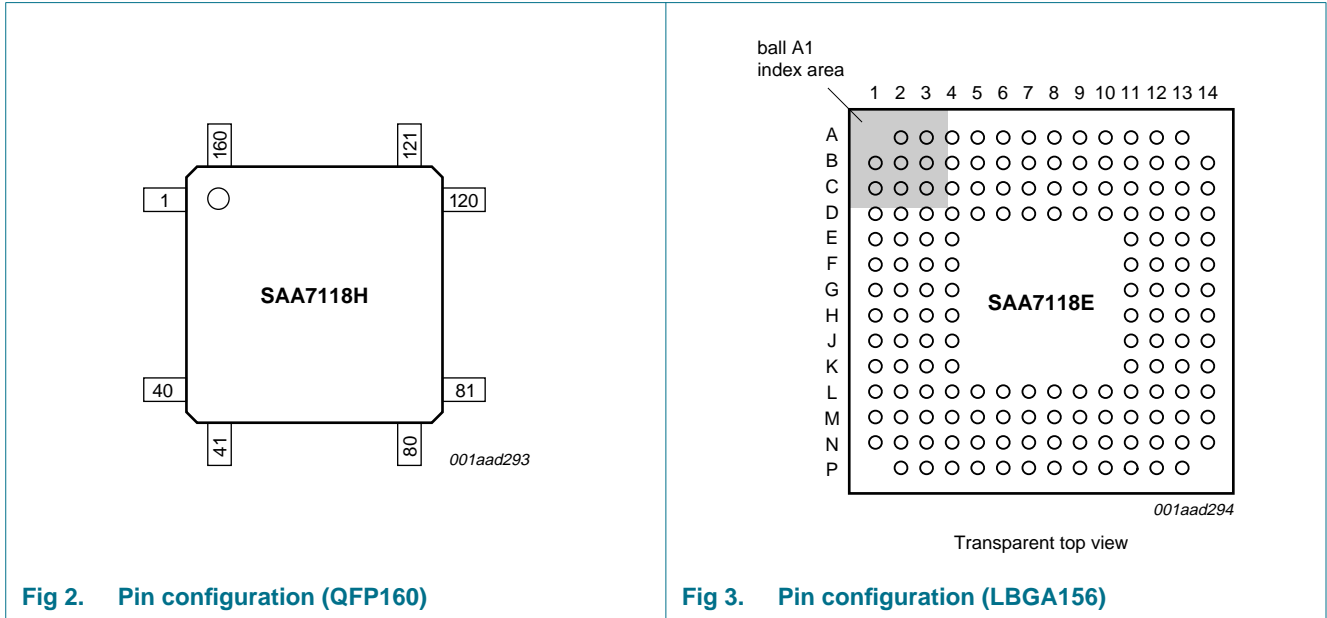 160
121
1
120
SAA7118H
40
81
41
80
001aad293
Fig 2. Pin configuration (QFP160)
ball A1
index area
1 2 3 4 5 6 7 8 9 10 11 12 13 14
A
B
C
D
E
F
G
H
J
K
L
M
N
P
SAA7118E
001aad294
Transparent top view
Fig 3. Pin configuration (LBGA156)